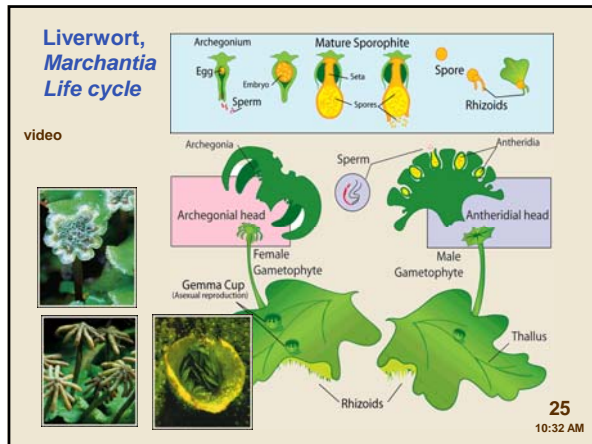 Liverwort,
Marchantia
Life cycle
video
Archegonium
Egg
Sperm
Embryo
Mature Sporophite
Seta
Spores
Spore
Rhizoids
Archegonia
Archegonial head
Female
Gametophyte
Sperm
Antheridia
Antheridial head
Male
Gametophyte
Gemma Cup
(Asexual reproduction)
Thallus
Rhizoids
25
10:32 AM